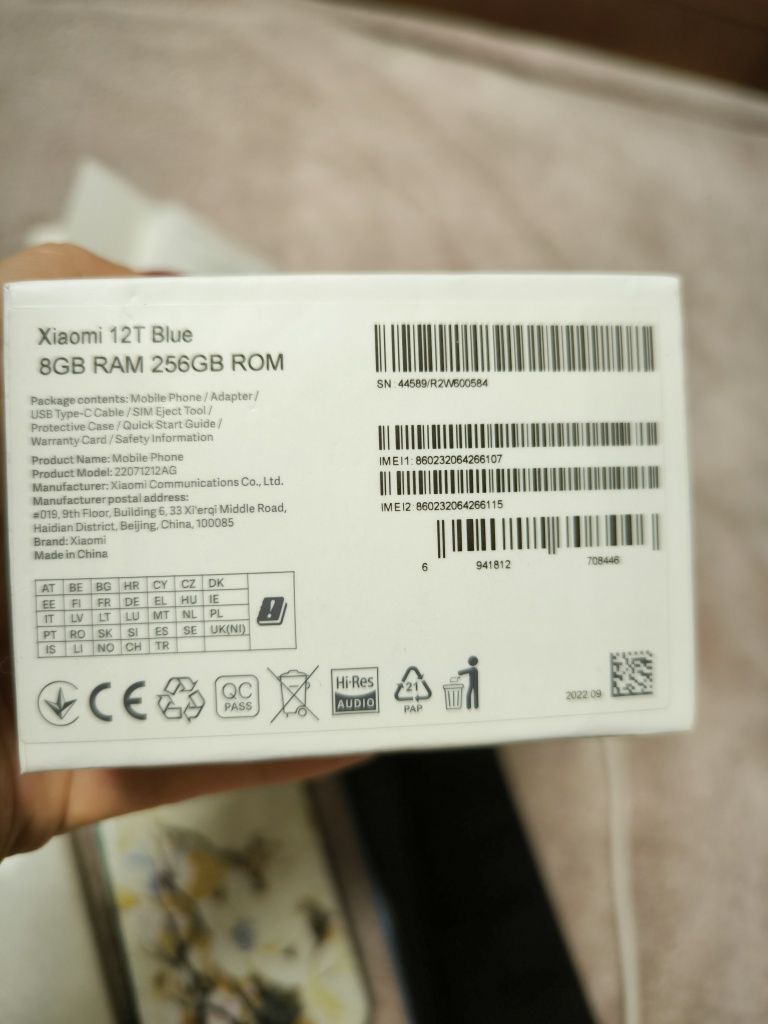 Xiaomi 12T Blue
8GB RAM 256GB ROM
Package contents: Mobile Phone / Adapter /
USB Type-C Cable / SIM Eject Tool /
Protective Case / Quick Start Guide /
Warranty Card / Safety Information
Product Name: Mobile Phone
Product Model: 22071212AG
Manufacturer: Xiaomi Communications Co., Ltd.
Manufacturer postal address:
#019, 9th Floor, Building 6, 33 Xi'erqi Middle Road,
Haidian District, Beijing, China, 100085
Brand: Xiaomi
Made in China
SN: 44589/R2W600584
IMEI1: 860232064266107
IMEI2: 860232064266115
6 941812 708446
AT BE BG HR CY CZ DK
EE FI FR DE EL HU IE
IT LV LT LU MT NL PL
PT RO SK SI ES SE UK(NI)
IS LI NO CH TR
CE
QC
PASS
Hi-Res
AUDIO
21
PAP
2022.09